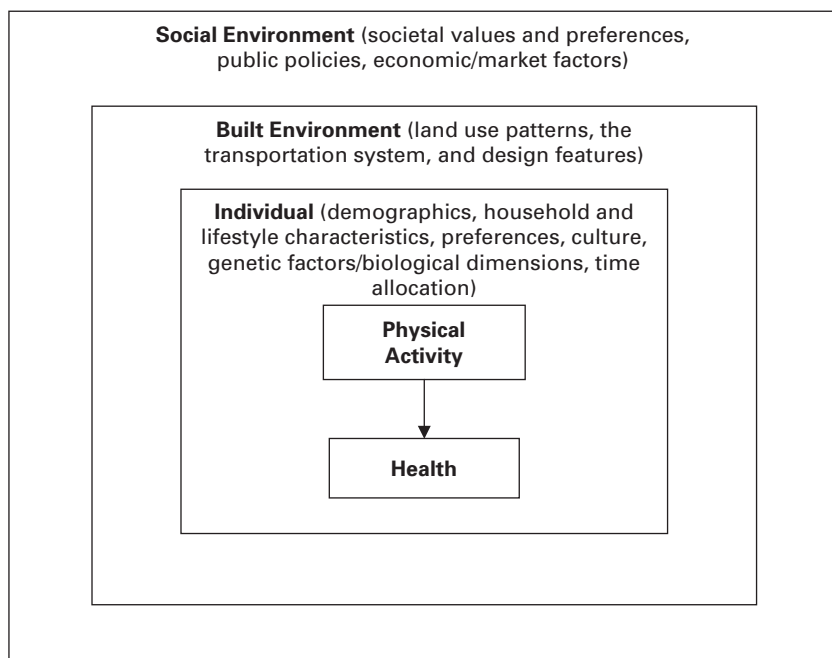 Social Environment (societal values and preferences,
public policies, economic/market factors)
Built Environment (land use patterns, the
transportation system, and design features)
Individual (demographics, household and
lifestyle characteristics, preferences, culture,
genetic factors/biological dimensions, time
allocation)
Physical
Activity
Health